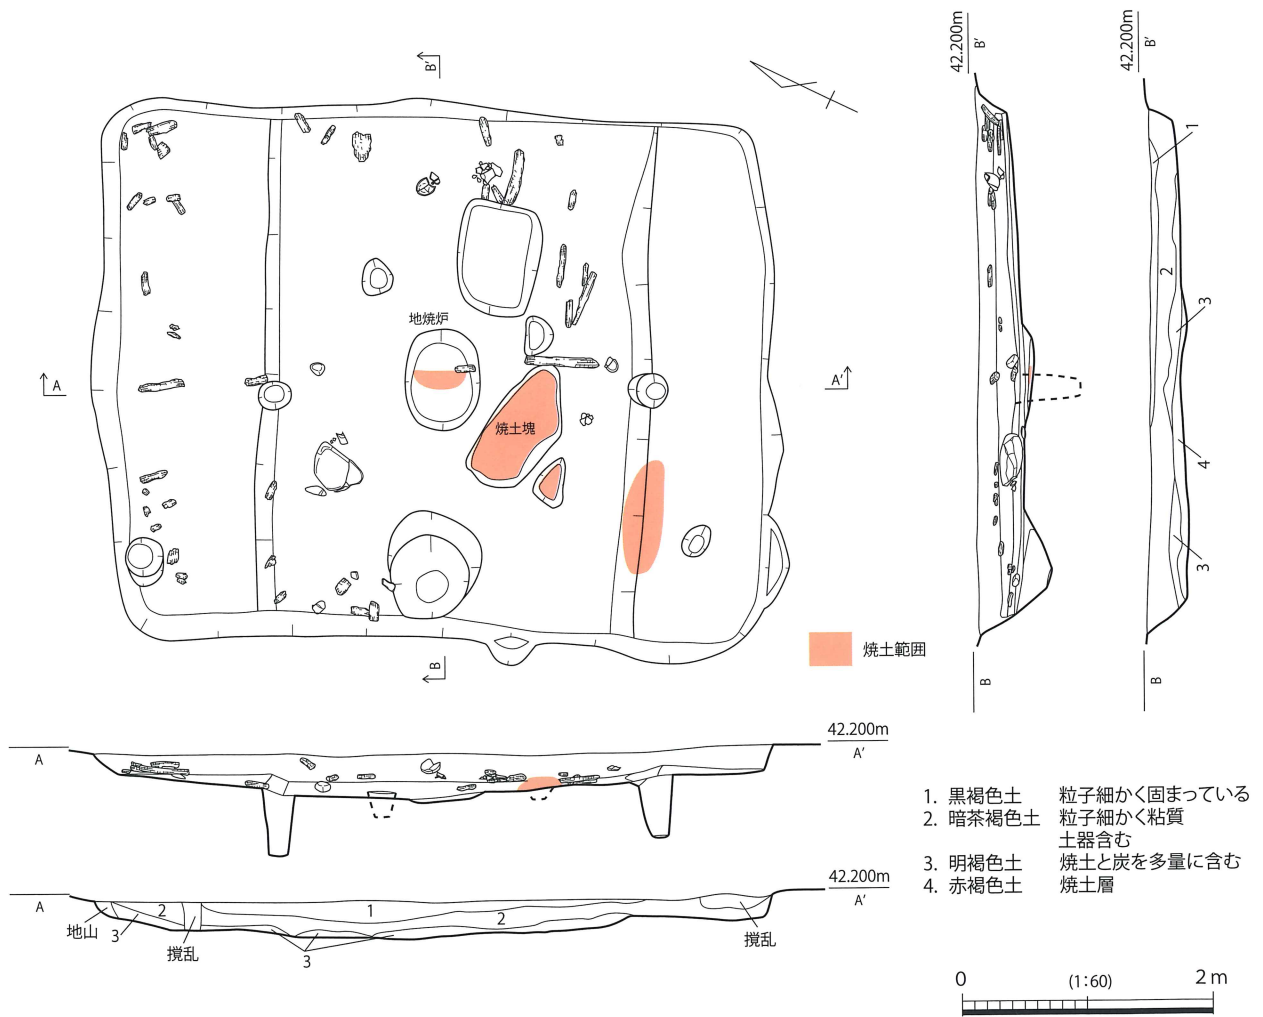 B'
42.200m
B'
42.200m
B'
1
2
3
4
3
地焼炉
焼土塊
A
A'
B
B
B
焼土範囲
A
42.200m
A'
A
42.200m
A'
1
2
2
地山
3
撹乱
3
撹乱
1. 黒褐色土 粒子細かく固まっている
2. 暗茶褐色土 粒子細かく粘質
土器含む
3. 明褐色土 焼土と炭を多量に含む
4. 赤褐色土 焼土層
0 (1:60) 2m